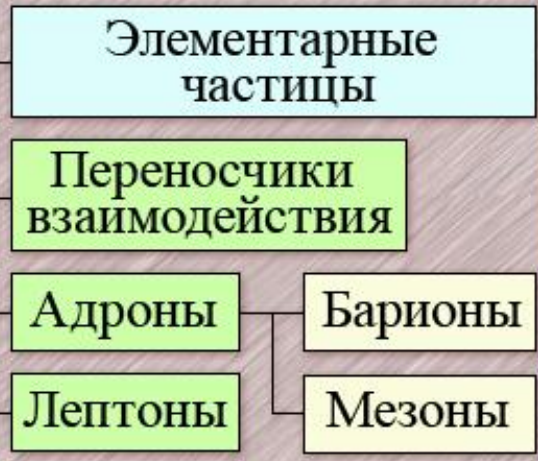 Элементарные
частицы
Переносчики
взаимодействия
Адроны
Барионы
Лептоны
Мезоны